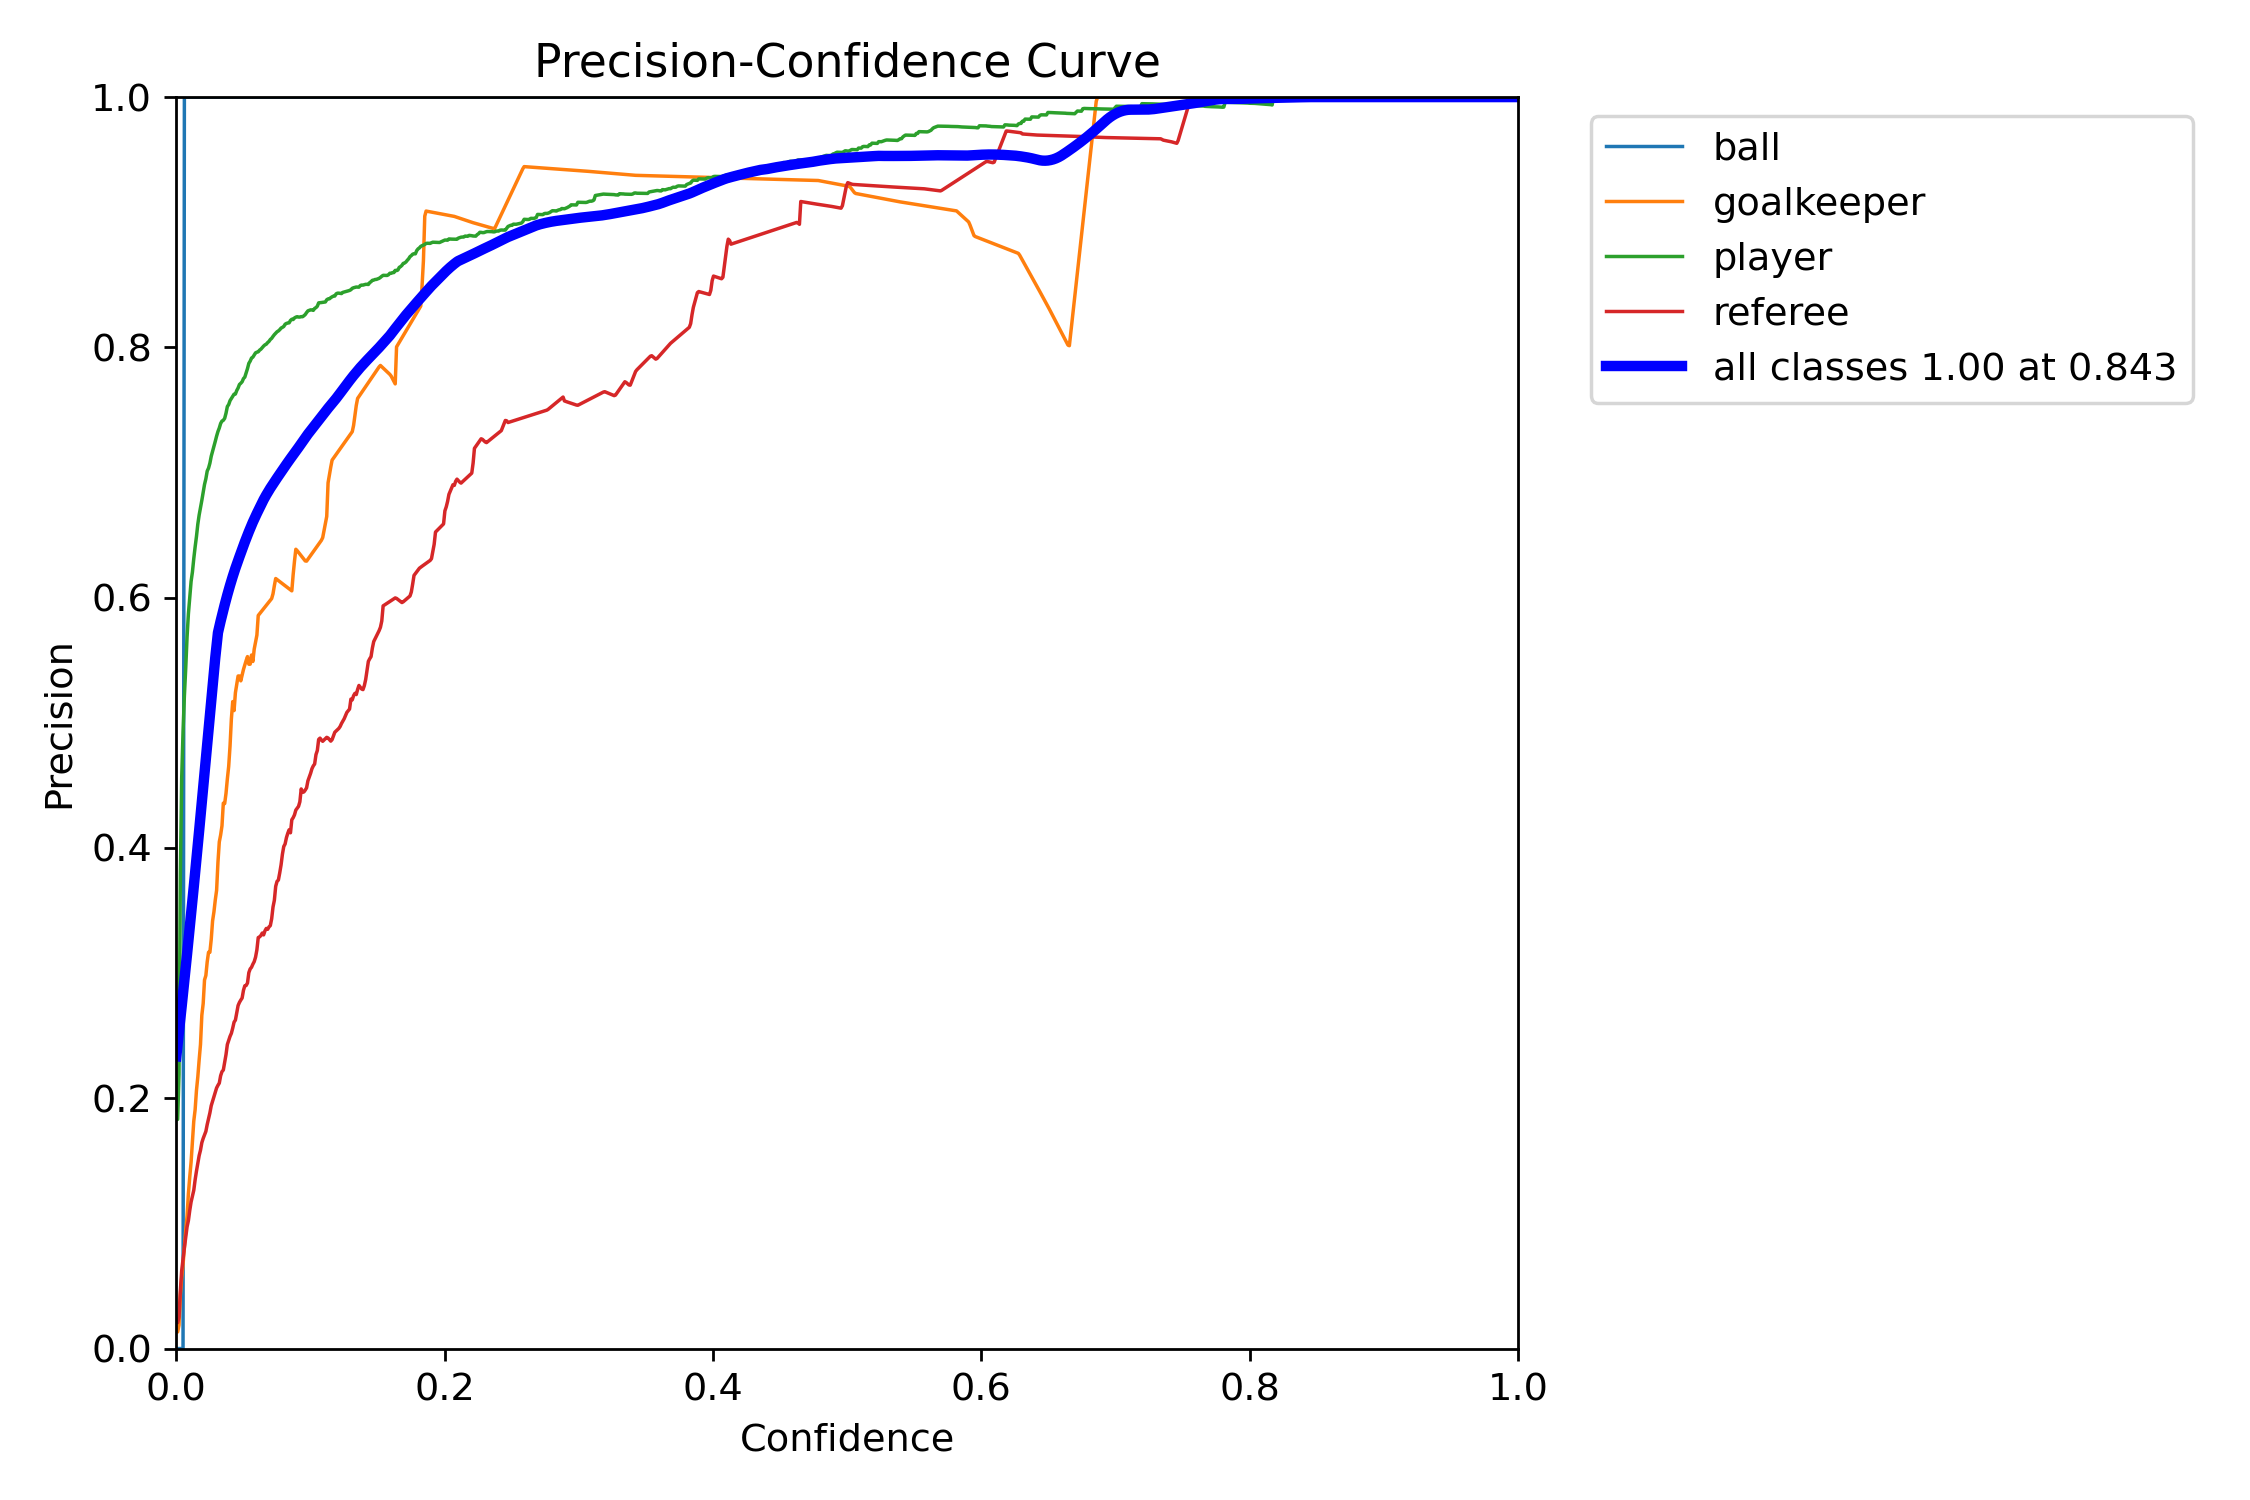 Precision-Confidence Curve
1.0
0.8
0.6
0.4
0.2
0.0
Precision
0.0 0.2 0.4 0.6 0.8 1.0
Confidence
ball
goalkeeper
player
referee
all classes 1.00 at 0.843